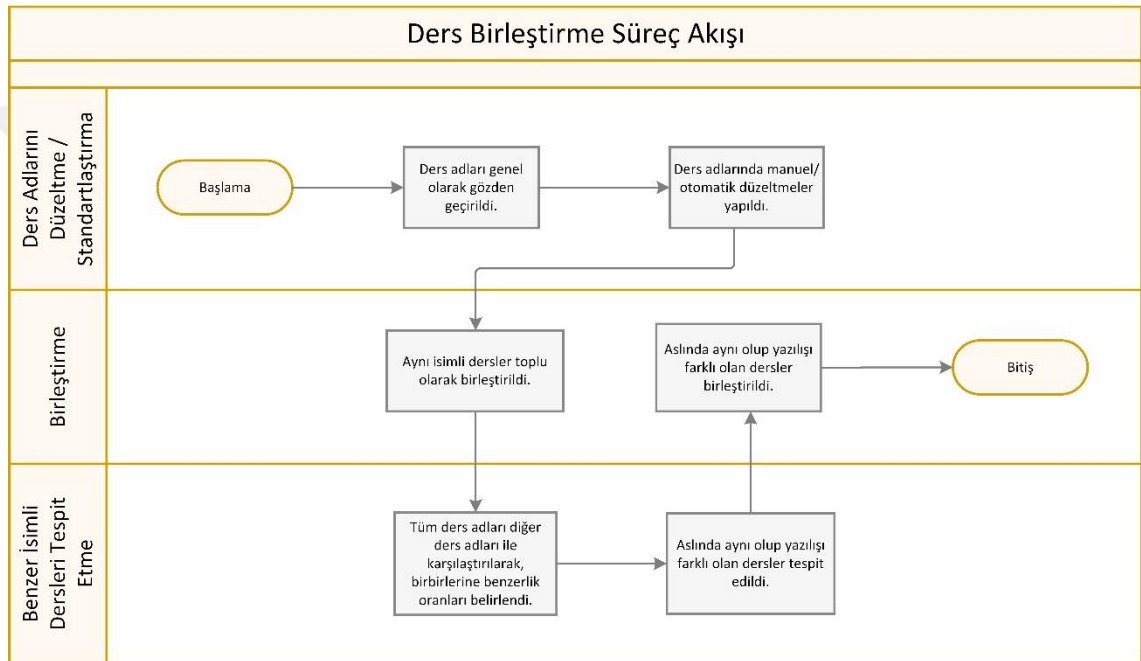 Ders Birleştirme Süreç Akışı
Ders Adlarını
Düzeltme /
Standartlaştırma
Başlama
Ders adları genel
olarak gözden
geçirildi.
Ders adlarında manuel/
otomatik düzeltmeler
yapıldı.
Birleştirme
Aynı isimli dersler toplu
olarak birleştirildi.
Aslında aynı olup yazılışı
farklı olan dersler
birleştirildi.
Bitiş
Benzer İsimli
Dersleri Tespit
Etme
Tüm ders adları diğer
ders adları ile
karşılaştırılarak,
birbirlerine benzerlik
oranları belirlendi.
Aslında aynı olup yazılışı
farklı olan dersler tespit
edildi.